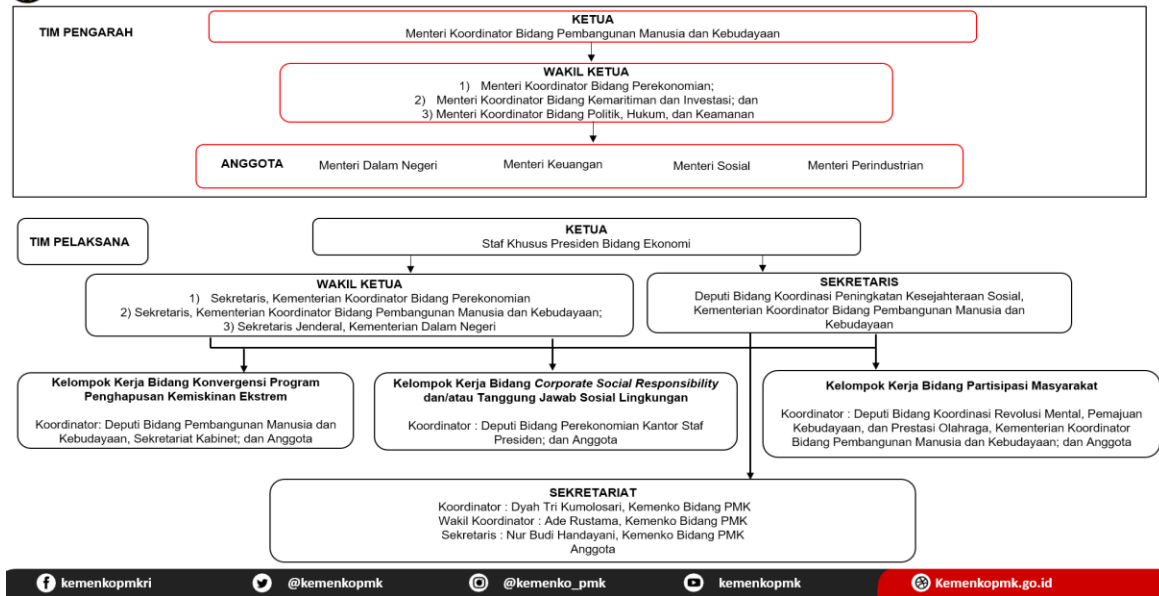 TIM PENGARAH
KETUA
Menteri Koordinator Bidang Pembangunan Manusia dan Kebudayaan
WAKIL KETUA
1) Menteri Koordinator Bidang Perekonomian;
2) Menteri Koordinator Bidang Kemaritiman dan Investasi; dan
3) Menteri Koordinator Bidang Politik, Hukum, dan Keamanan
ANGGOTA Menteri Dalam Negeri Menteri Keuangan Menteri Sosial Menteri Perindustrian
TIM PELAKSANA
KETUA
Staf Khusus Presiden Bidang Ekonomi
WAKIL KETUA
1) Sekretaris, Kementerian Koordinator Bidang Perekonomian
2) Sekretaris, Kementerian Koordinator Bidang Pembangunan Manusia dan Kebudayaan;
3) Sekretaris Jenderal, Kementerian Dalam Negeri
SEKRETARIS
Deputi Bidang Koordinasi Peningkatan Kesejahteraan Sosial,
Kementerian Koordinator Bidang Pembangunan Manusia dan
Kebudayaan
Kelompok Kerja Bidang Konvergensi Program
Penghapusan Kemiskinan Ekstrem
Koordinator: Deputi Bidang Pembangunan Manusia dan
Kebudayaan, Sekretariat Kabinet; dan Anggota
Kelompok Kerja Bidang Corporate Social Responsibility
dan/atau Tanggung Jawab Sosial Lingkungan
Koordinator : Deputi Bidang Perekonomian Kantor Staf
Presiden; dan Anggota
Kelompok Kerja Bidang Partisipasi Masyarakat
Koordinator : Deputi Bidang Koordinasi Revolusi Mental, Pemajuan
Kebudayaan, dan Prestasi Olahraga, Kementerian Koordinator
Bidang Pembangunan Manusia dan Kebudayaan; dan Anggota
SEKRETARIAT
Koordinator : Dyah Tri Kumolosari, Kemenko Bidang PMK
Wakil Koordinator : Ade Rustama, Kemenko Bidang PMK
Sekretaris : Nur Budi Handayani, Kemenko Bidang PMK
Anggota
kemenkopmkri @kemenkopmk @kemenko_pmk kemenkopmk Kemenkopmk.go.id